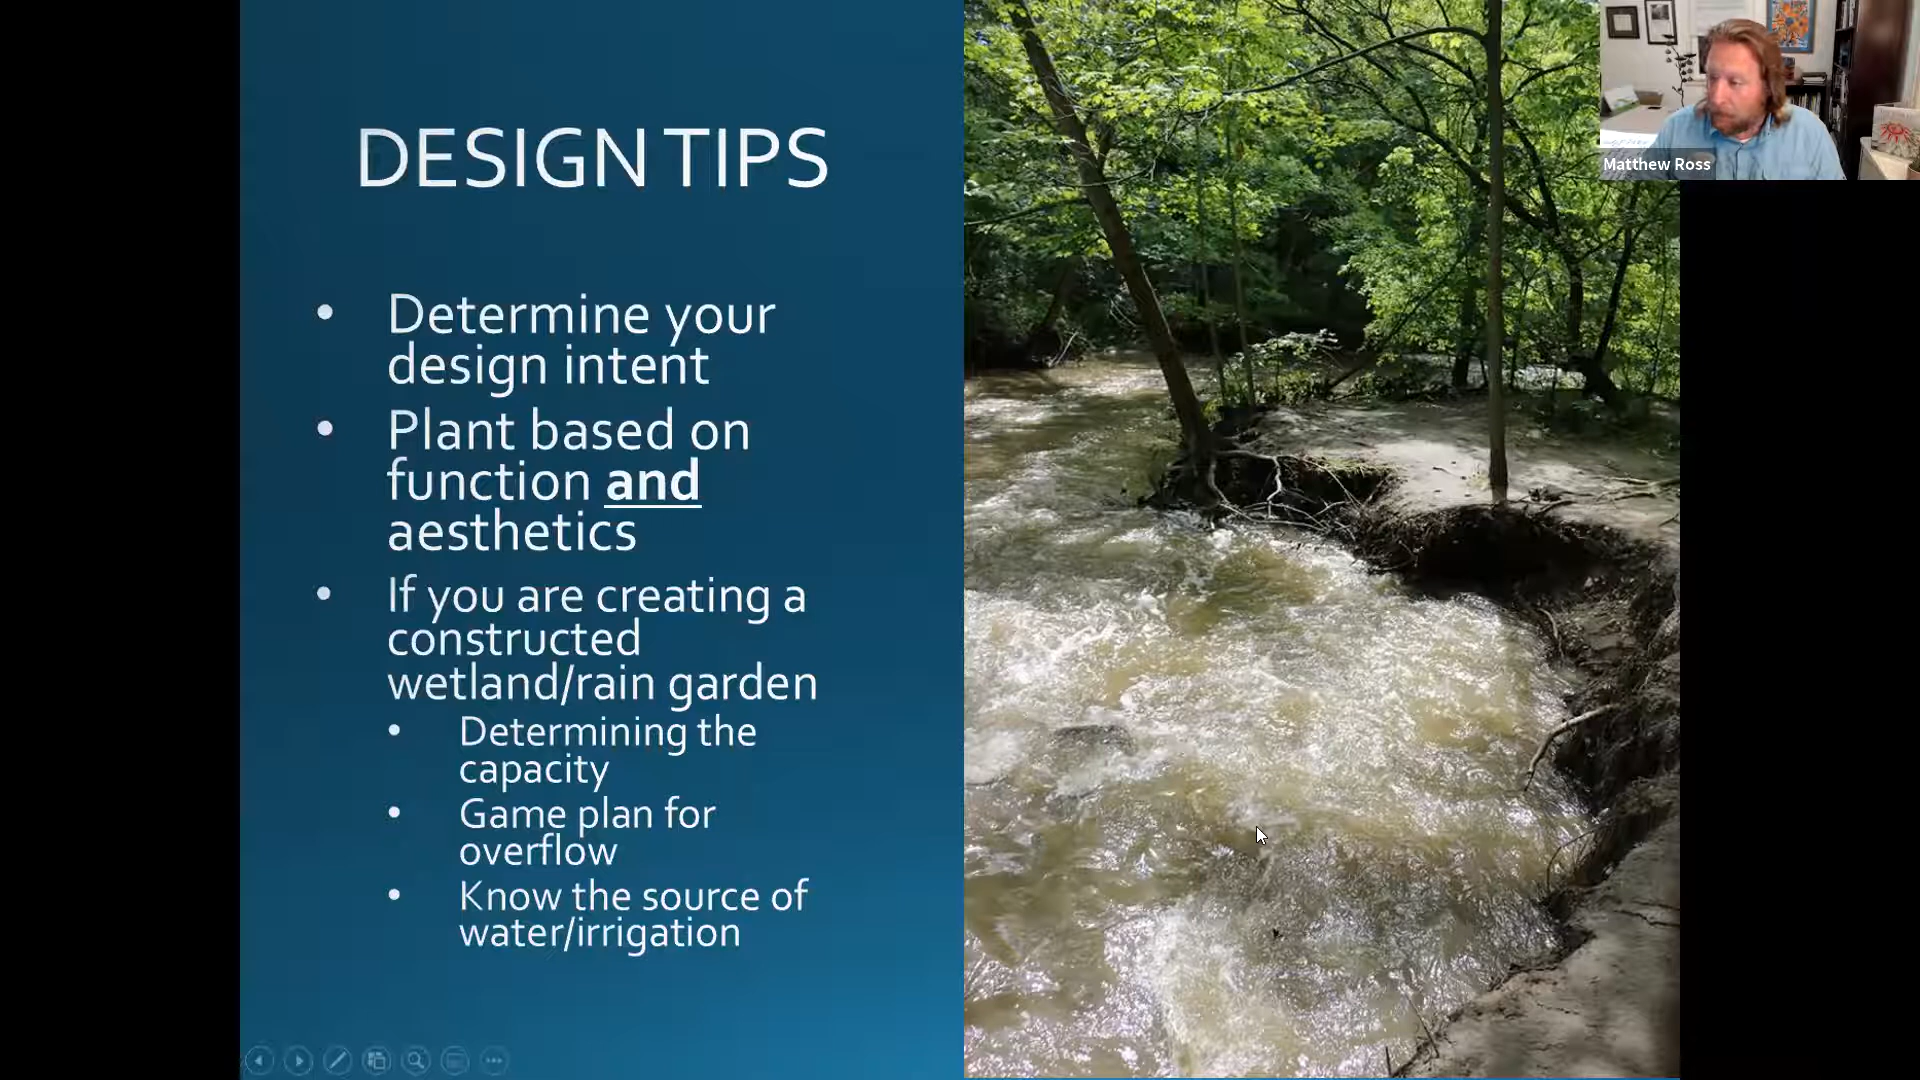 DESIGN TIPS
• Determine your
design intent
• Plant based on
function and
aesthetics
• If you are creating a
constructed
wetland/rain garden
• Determining the
capacity
• Game plan for
overflow
• Know the source of
water/irrigation
Matthew Ross